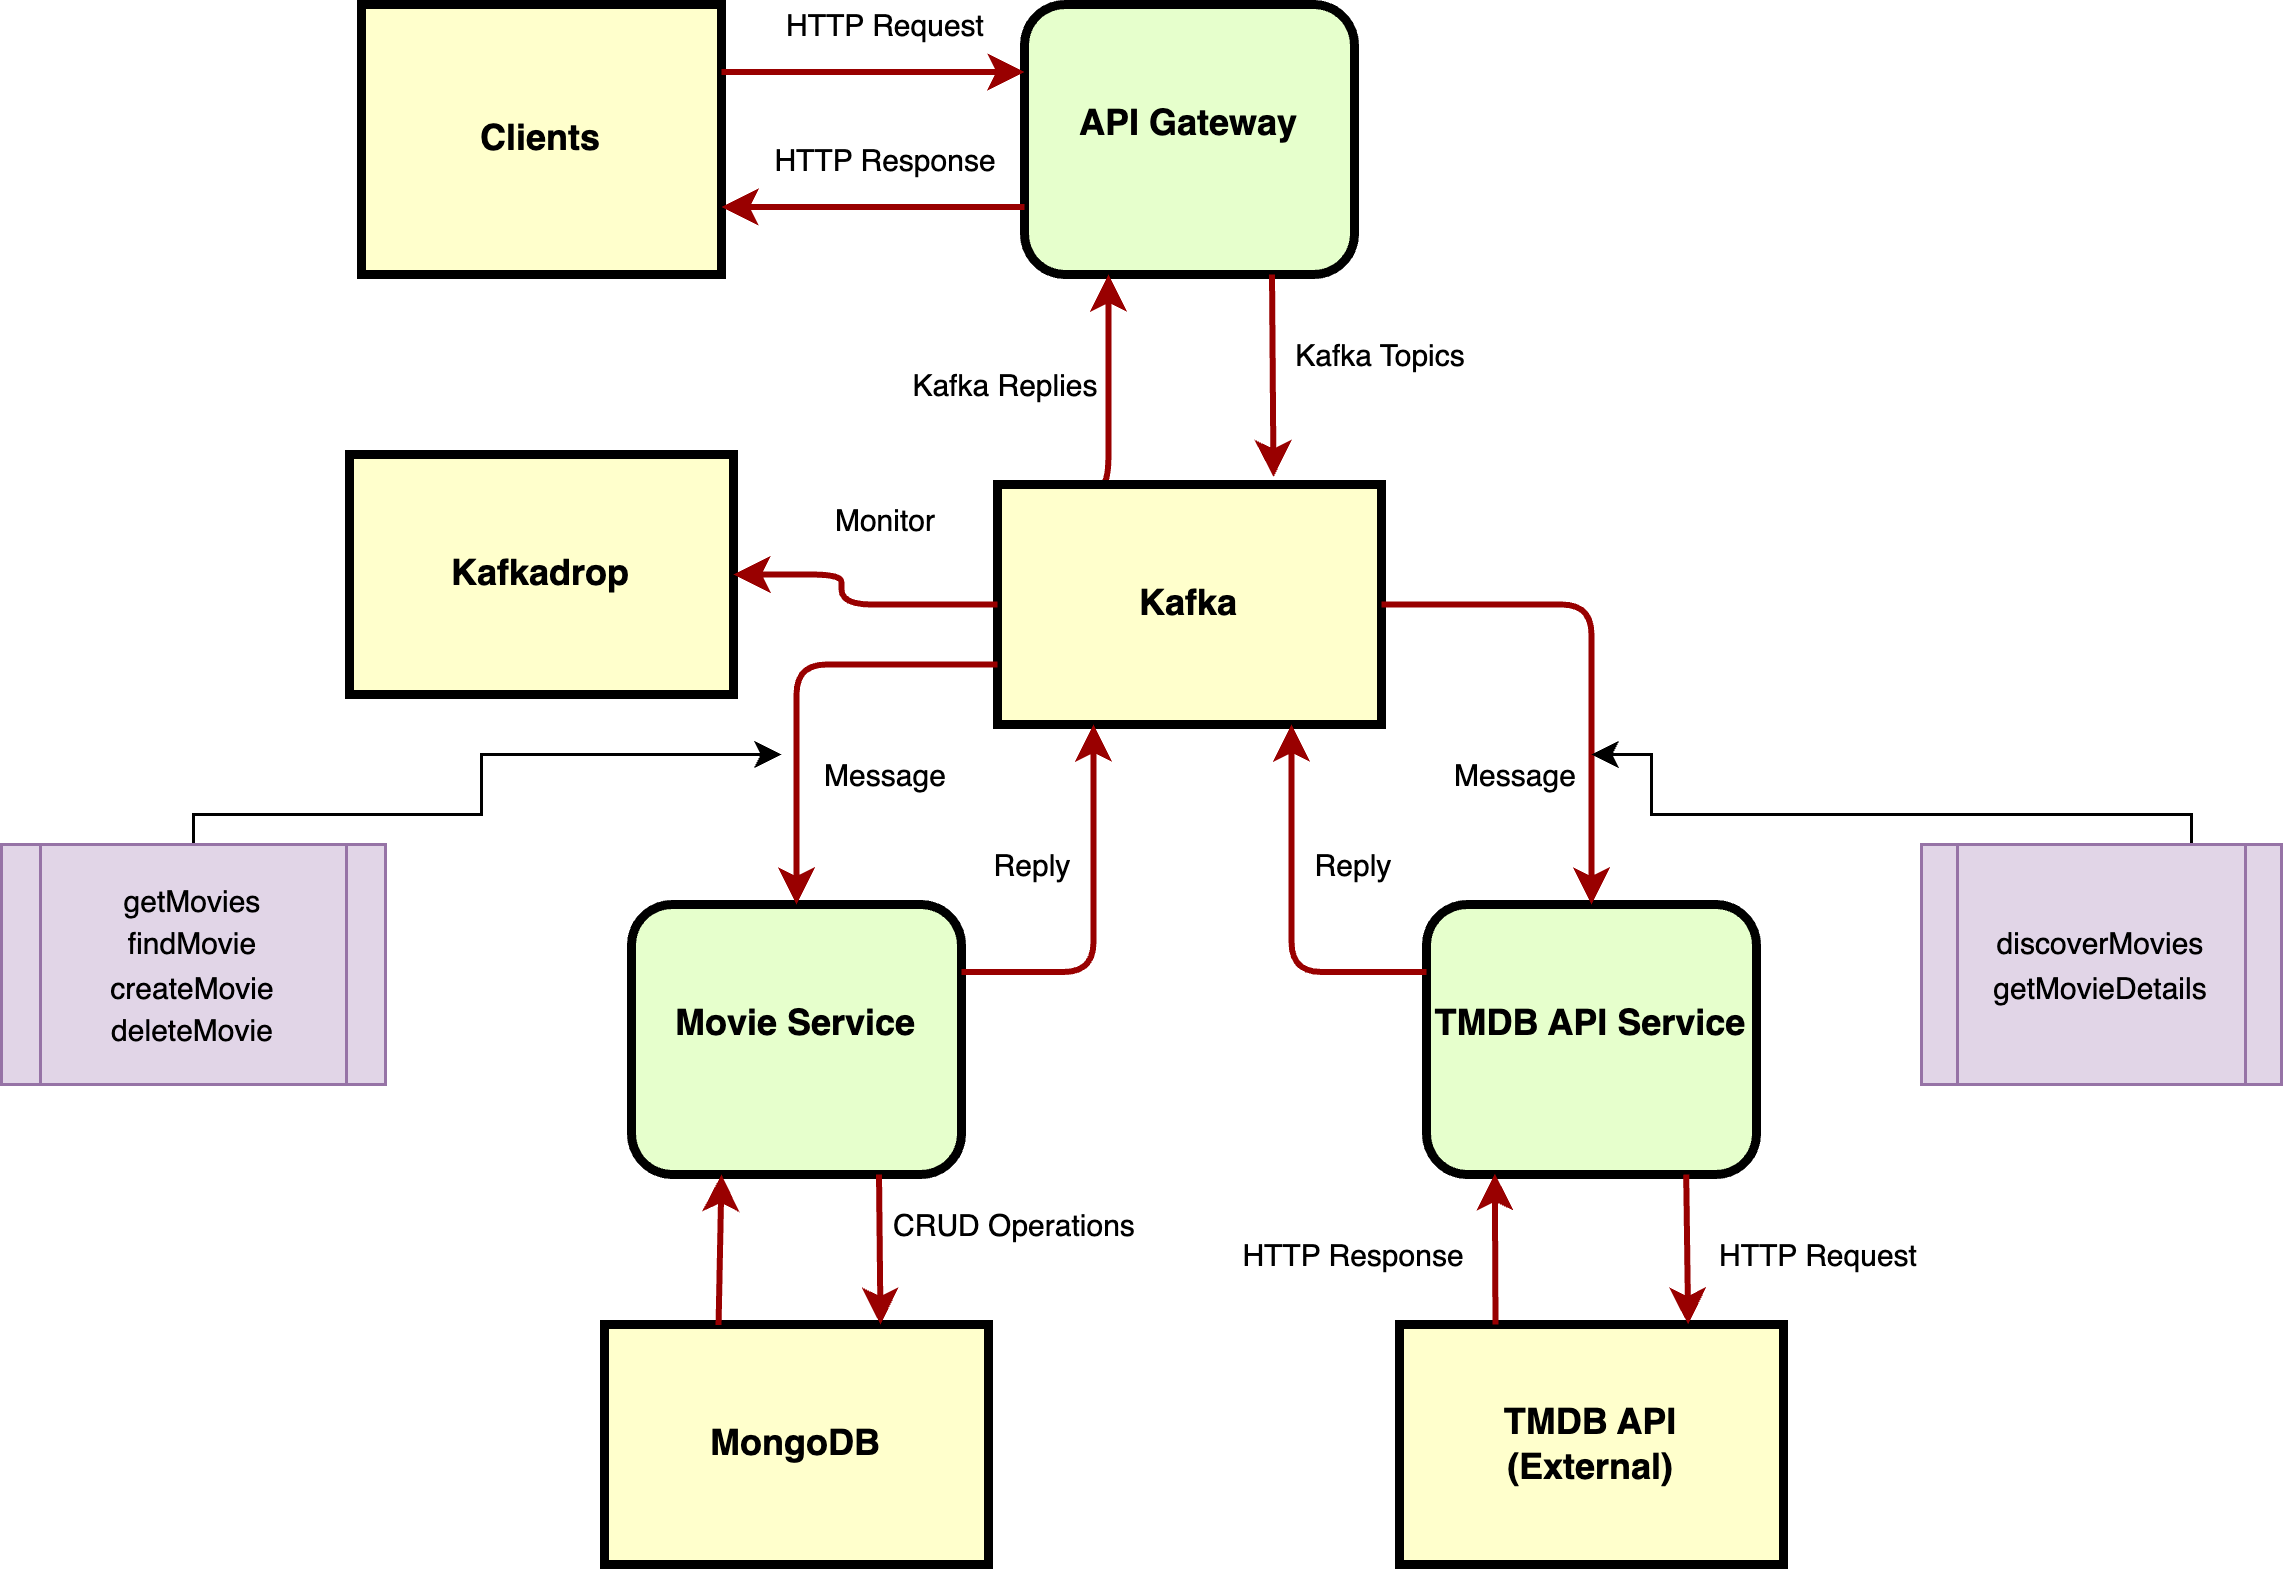 HTTP Request
Clients
API Gateway
HTTP Response
Kafka Topics
Kafka Replies
Monitor
Kafkadrop
Kafka
Message
Message
Reply
Reply
getMovies
findMovie
createMovie
deleteMovie
discoverMovies
getMovieDetails
Movie Service
TMDB API Service
CRUD Operations
HTTP Response
HTTP Request
MongoDB
TMDB API
(External)